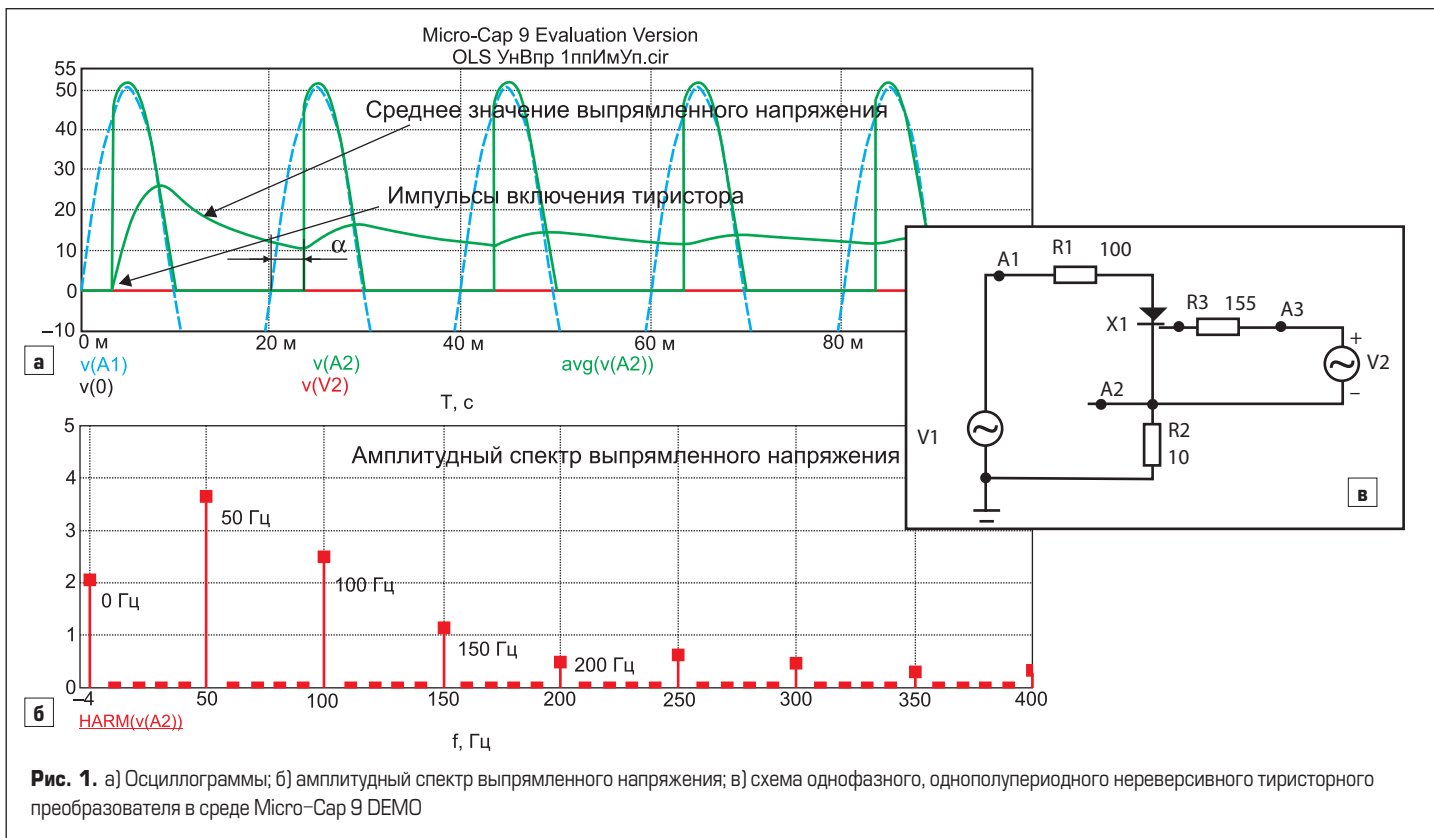 Micro-Cap 9 Evaluation Version
OLS УнВпр 1ппИмУп.cir
55
50
40
30
20
10
0
–10
Среднее значение выпрямленного напряжения
Импульсы включения тиристора
α
0 м
20 м
40 м
60 м
80 м
а
v(A1)
v(A2)
avg(v(A2))
v(0)
v(V2)
T, с
5
4
3
2
1
0
Амплитудный спектр выпрямленного напряжения
0 Гц
50 Гц
100 Гц
150 Гц
200 Гц
–4
50
100
150
200
250
300
350
400
б
HARM(v(A2))
f, Гц
A1
R1
100
R3
155
A3
X1
+
V2
–
A2
V1
R2
10
в
Рис. 1. а) Осциллограммы; б) амплитудный спектр выпрямленного напряжения; в) схема однофазного, однополупериодного нереверсивного тиристорного
преобразователя в среде Micro–Cap 9 DEMO